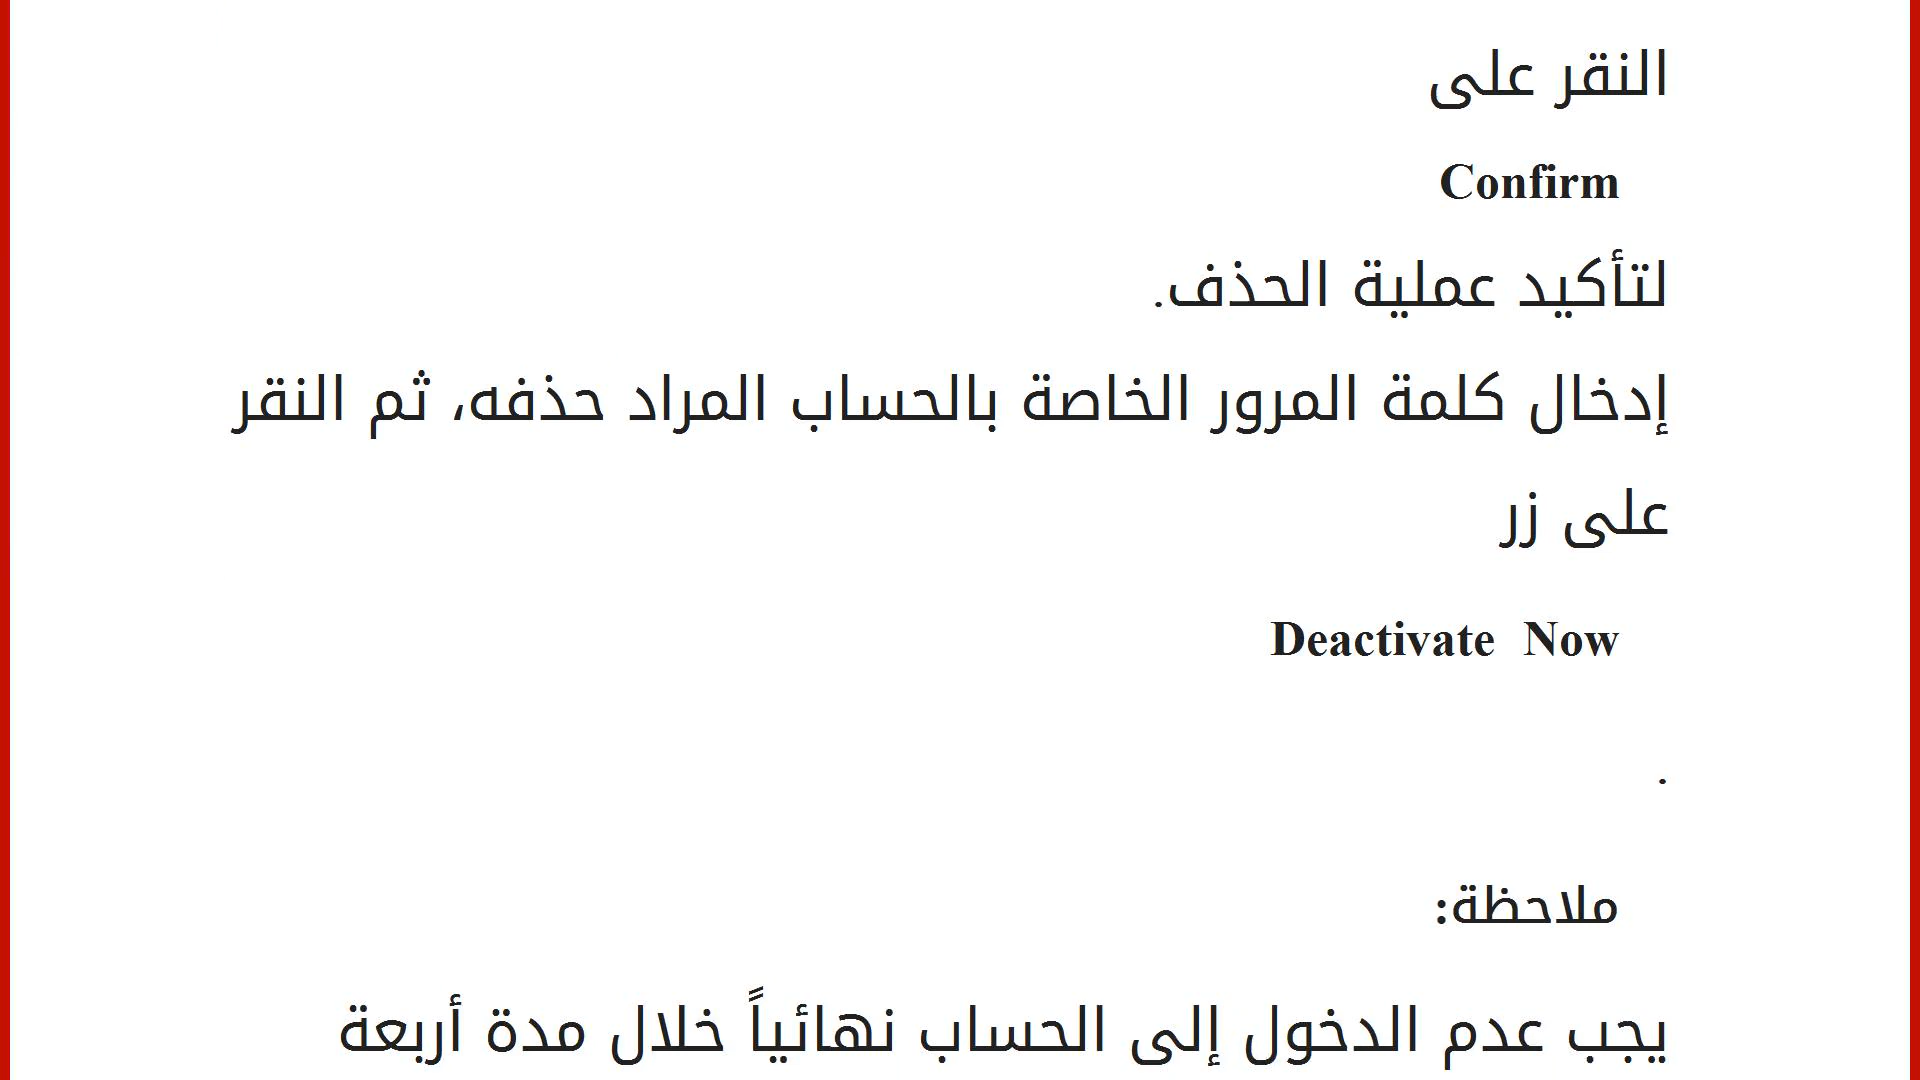 النقر على
Confirm
لتأكيد عملية الحذف.
إدخال كلمة المرور الخاصة بالحساب المراد حذفه، ثم النقر
على زر
Deactivate Now
.
ملاحظة:
يجب عدم الدخول إلى الحساب نهائياً خلال مدة أربعة